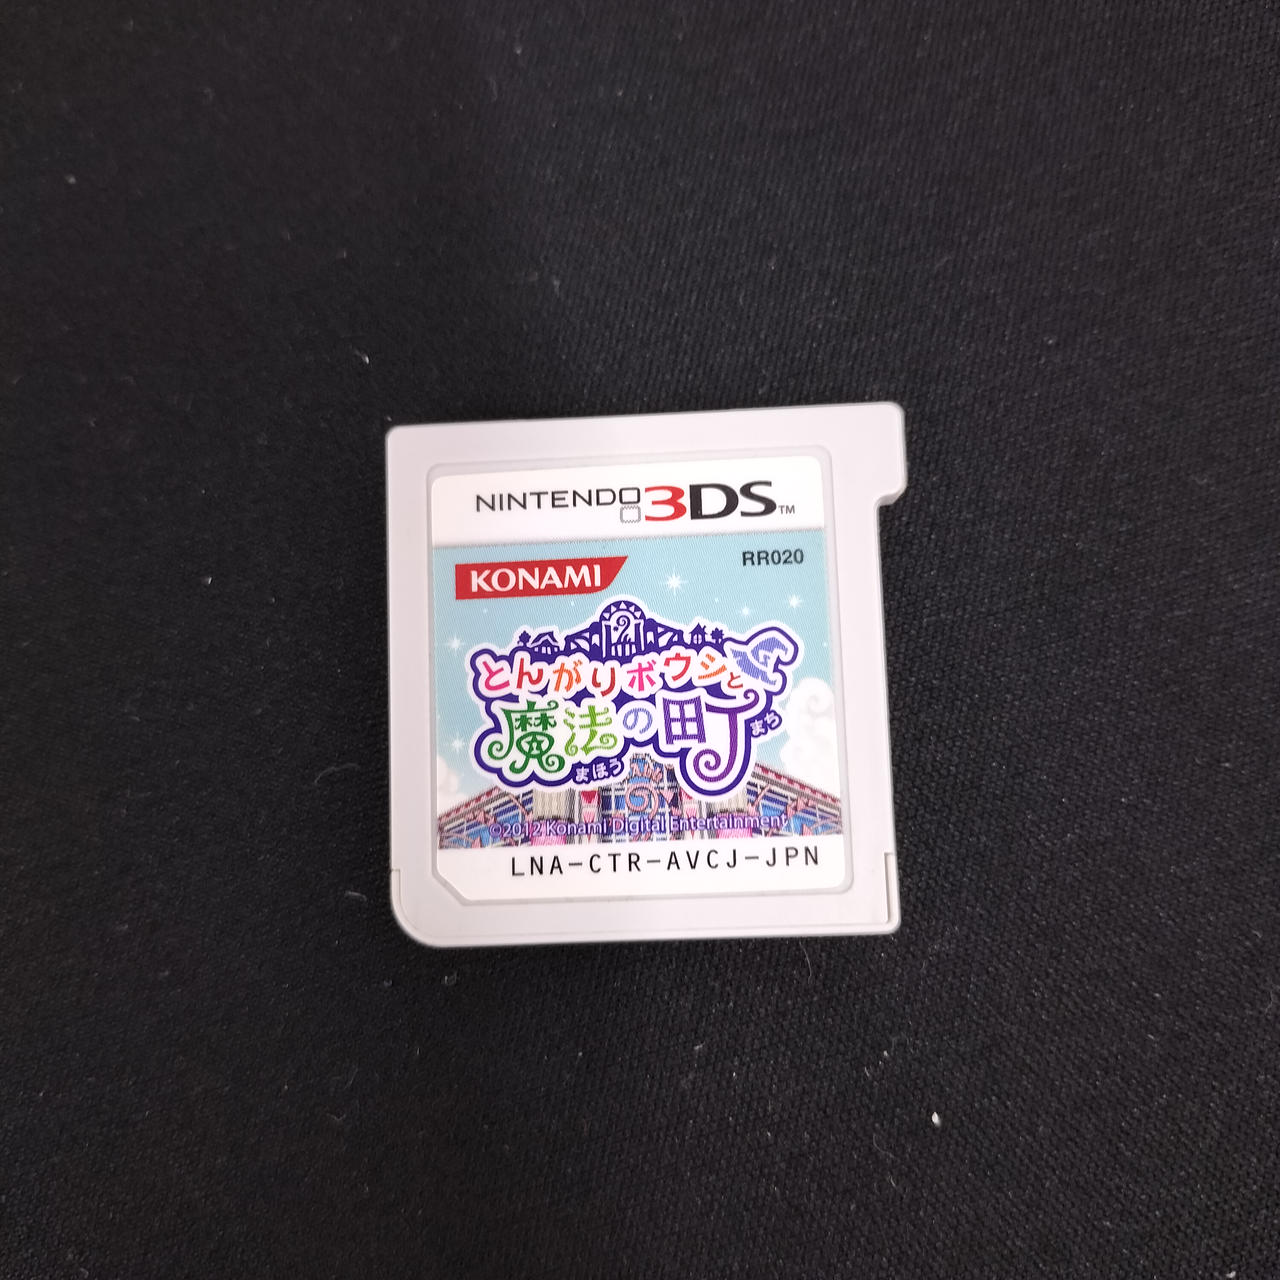 NINTENDO 3DS™
KONAMI
RR020
とんがりボウシと
魔法の町
まほう
まち
©2012 Konami Digital Entertainment
LNA-CTR-AVCJ-JPN